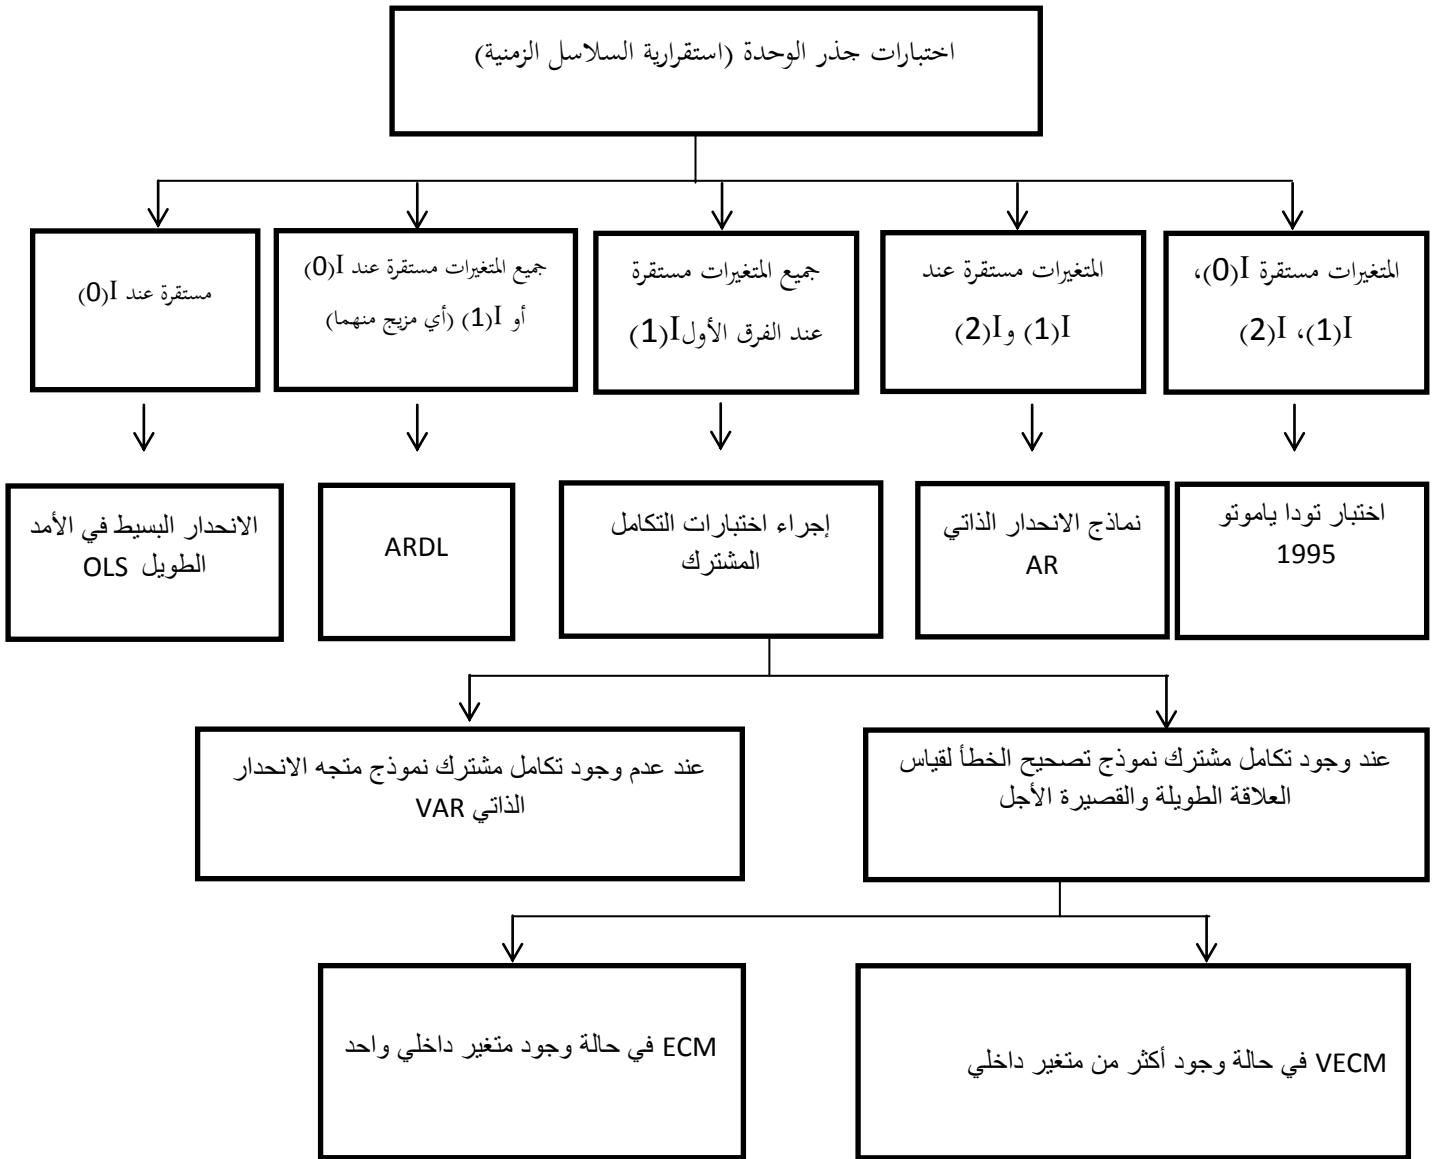 اختبارات جذر الوحدة (استقرارية السلاسل الزمنية)
المتغيرات مستقرة I(0)،
I(1)، I(2)
المتغيرات مستقرة عند
I(1) وI(2)
جميع المتغيرات مستقرة
عند الفرق الأولI(1)
جميع المتغيرات مستقرة عند I(0)
أو I(1) (أي مزيج منهما)
مستقرة عند I(0)
اختبار تودا ياموتو
1995
نماذج الانحدار الذاتي
AR
إجراء اختبارات التكامل
المشترك
ARDL
الانحدار البسيط في الأمد
الطويل OLS
عند وجود تكامل مشترك نموذج تصحيح الخطأ لقياس
العلاقة الطويلة والقصيرة الأجل
عند عدم وجود تكامل مشترك نموذج متجه الانحدار
الذاتي VAR
VECM في حالة وجود أكثر من متغير داخلي
ECM في حالة وجود متغير داخلي واحد